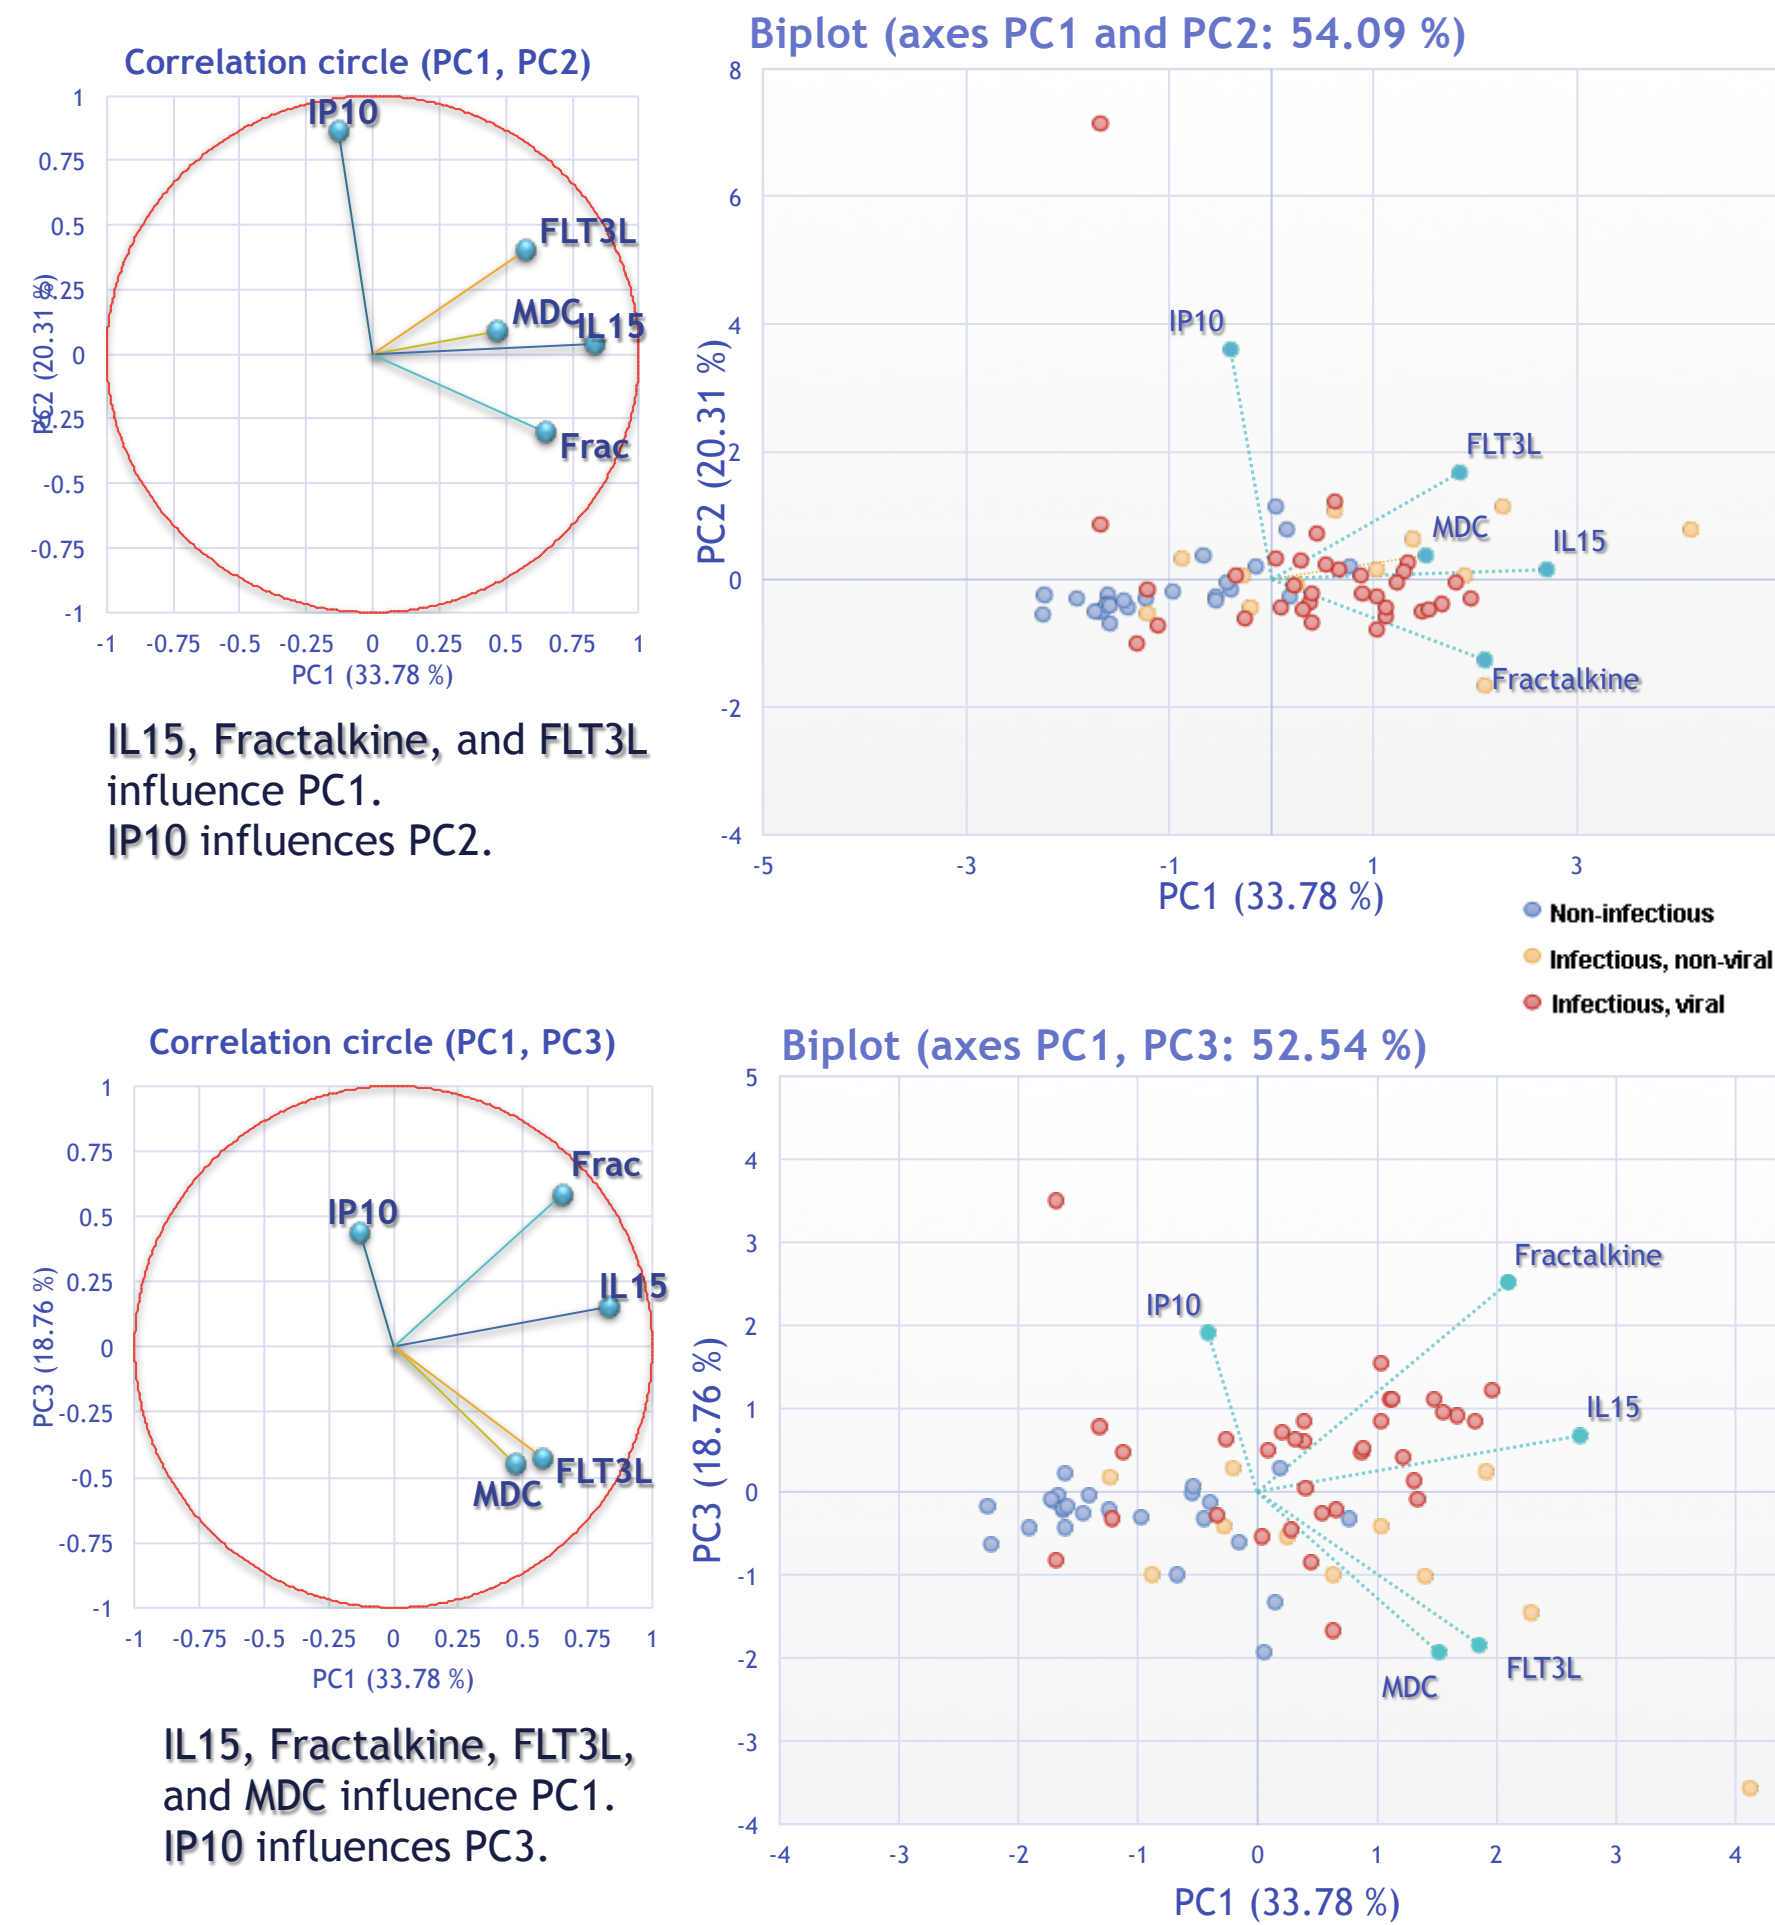 Correlation circle (PC1, PC2)
1
0.75
0.5
0.25
0
-0.25
-0.5
-0.75
-1
PC2 (20.31 %)
IP10
FLT3L
MDC
IL15
Frac
-1 -0.75 -0.5 -0.25 0 0.25 0.5 0.75 1
PC1 (33.78 %)
IL15, Fractalkine, and FLT3L
influence PC1.
IP10 influences PC2.
Biplot (axes PC1 and PC2: 54.09 %)
8
6
4
2
0
-2
-4
PC2 (20.31 %)
IP10
FLT3L
MDC
IL15
Fractalkine
-5 -3 -1 1 3
PC1 (33.78 %)
Non-infectious
Infectious, non-viral
Infectious, viral
Correlation circle (PC1, PC3)
1
0.75
0.5
0.25
0
-0.25
-0.5
-0.75
-1
PC3 (18.76 %)
Frac
IP10
IL15
FLT3L
MDC
-1 -0.75 -0.5 -0.25 0 0.25 0.5 0.75 1
PC1 (33.78 %)
IL15, Fractalkine, FLT3L,
and MDC influence PC1.
IP10 influences PC3.
Biplot (axes PC1, PC3: 52.54 %)
5
4
3
2
1
0
-1
-2
-3
-4
PC3 (18.76 %)
Fractalkine
IP10
IL15
FLT3L
MDC
-4 -3 -2 -1 0 1 2 3 4
PC1 (33.78 %)